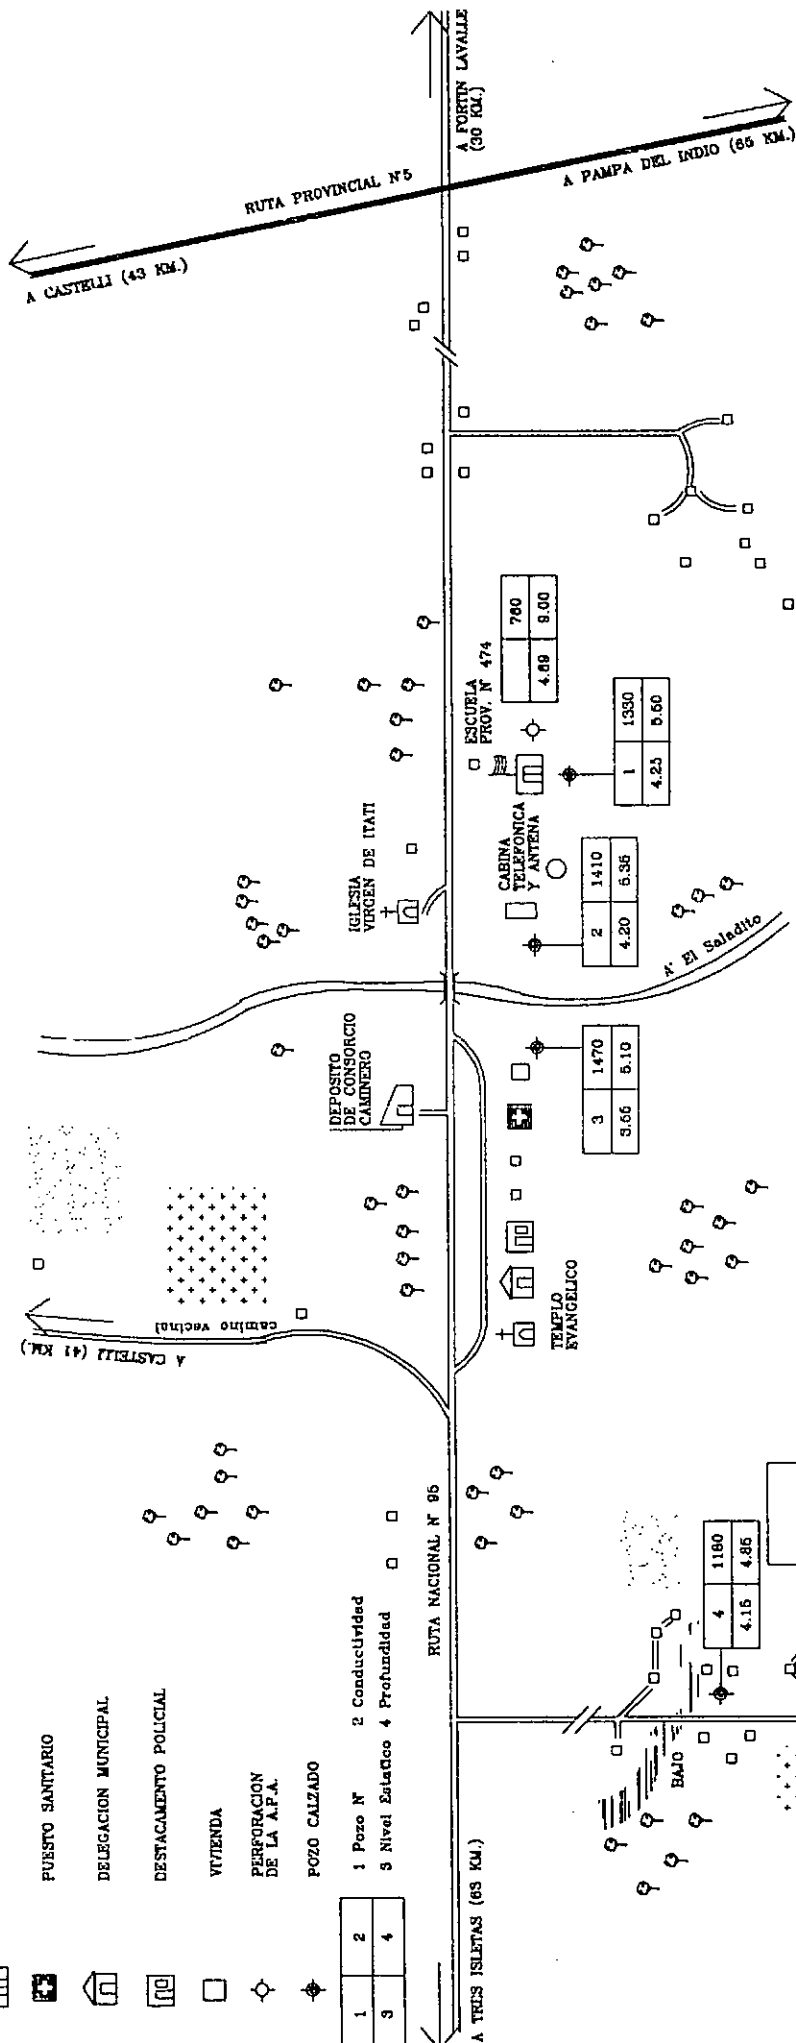 PUESTO SANITARIO
DELEGACION MUNICIPAL
DESTACAMENTO POLICIAL
VIVIENDA
PERFORACION
DE LA A.P.A.
POZO CALZADO
1 2
3 4
1 Pozo N° 2 Conductividad
3 Nivel Estatico 4 Profundidad
A TRES ISLETAS (63 KM.)
RUTA NACIONAL N° 95
BAJO
4 1180
4.15 4.85
A CASTELLI (41 KM.)
camino vecinal
TEMPLO
EVANGELICO
DEPOSITO
DE CONSORCIO
CAMINERO
3 1470
3.55 5.10
A° El Saladito
IGLESIA
VIRGEN DE ITATI
CABINA
TELEFONICA
Y ANTENA
2 1410
4.20 5.35
ESCUELA
PROV. N° 474
760
4.69 9.00
1 1330
4.25 5.50
A CASTELLI (43 KM.)
RUTA PROVINCIAL N°5
A PAMPA DEL INDIO (65 KM.)
A FORTIN LAVALLE
(30 KM.)